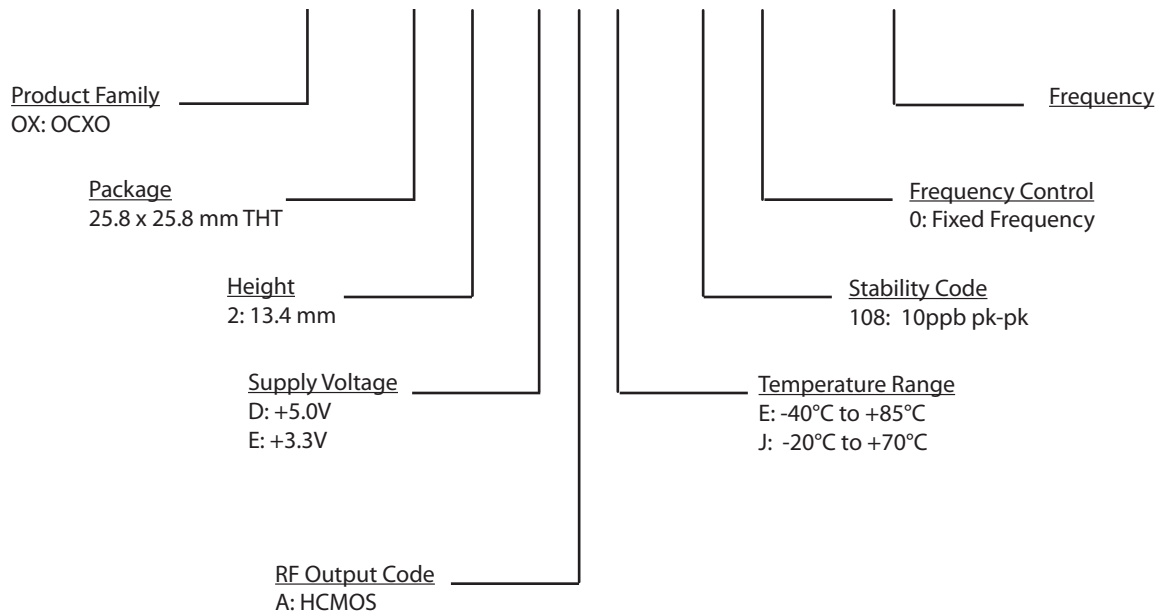 Product Family
OX: OCXO
Frequency
Package
25.8 x 25.8 mm THT
Frequency Control
0: Fixed Frequency
Height
2: 13.4 mm
Stability Code
108:  10ppb pk-pk
Supply Voltage
D: +5.0V
E: +3.3V
Temperature Range
E: -40°C to +85°C
J:  -20°C to +70°C
RF Output Code
A: HCMOS